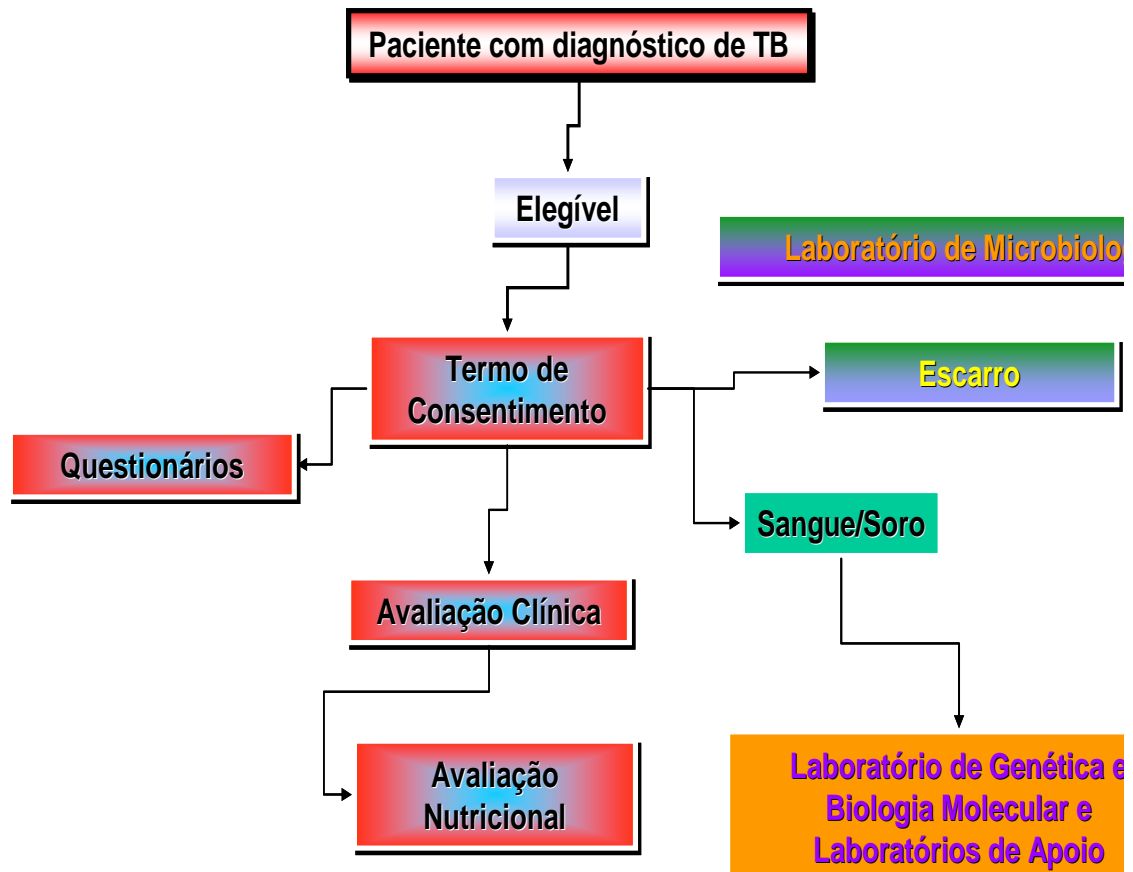 Paciente com diagnóstico de TB
Elegível
Laboratório de Microbiolo
Termo de
Consentimento
Escarro
Questionários
Sangue/Soro
Avaliação Clínica
Avaliação
Nutricional
Laboratório de Genética e
Biologia Molecular e
Laboratórios de Apoio